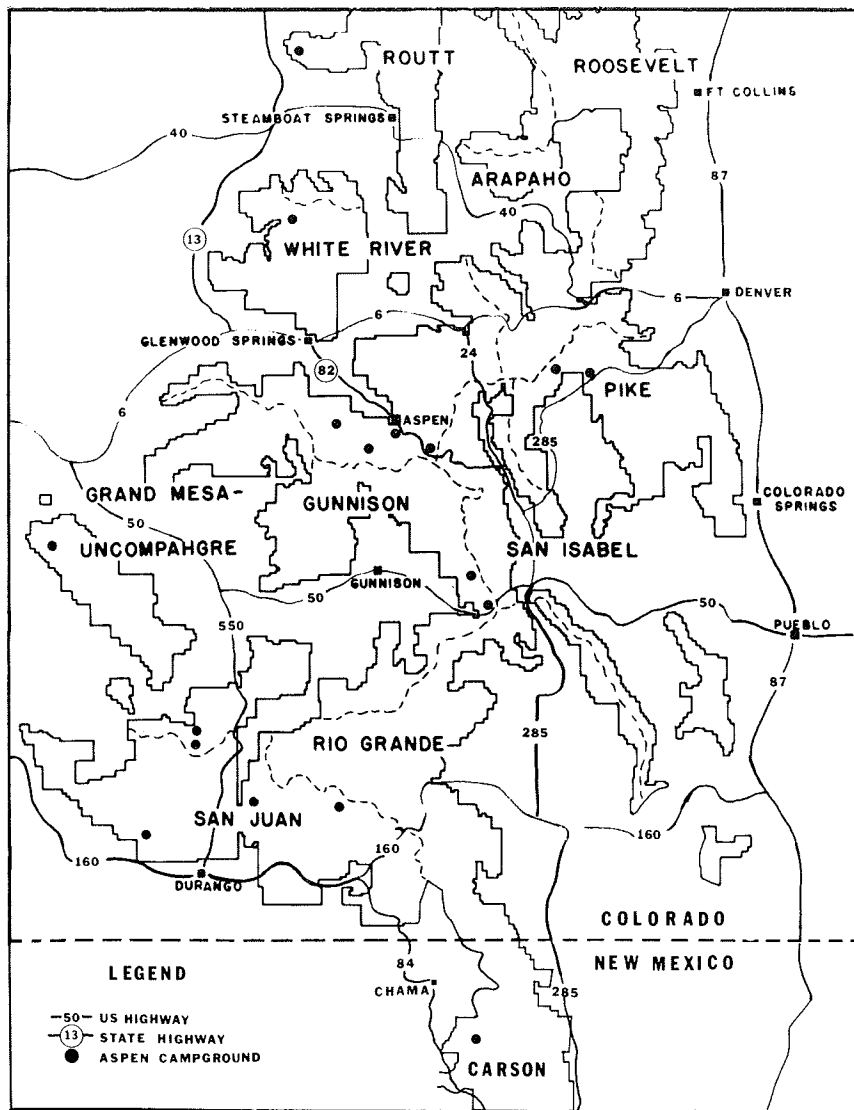 ROUTT
ROOSEVELT
FT COLLING
STEAMBOAT SPRINGS
40
ARAPAHO
87
40
13
WHITE RIVER
DENVER
6
6
GLENWOOD SPRINGS
24
82
PIKE
6
ASPEN
285
GRAND MESA-
GUNNISON
COLORADO
SPRINGS
50
UNCOMPAHGRE
SAN ISABEL
GUNNISON
50
50
550
PUEBLO
87
285
RIO GRANDE
SAN JUAN
160
160
160
DURANGO
COLORADO
NEW MEXICO
84
LEGEND
CHAMA
285
50 US HIGHWAY
13 STATE HIGHWAY
ASPEN CAMPGROUND
CARSON